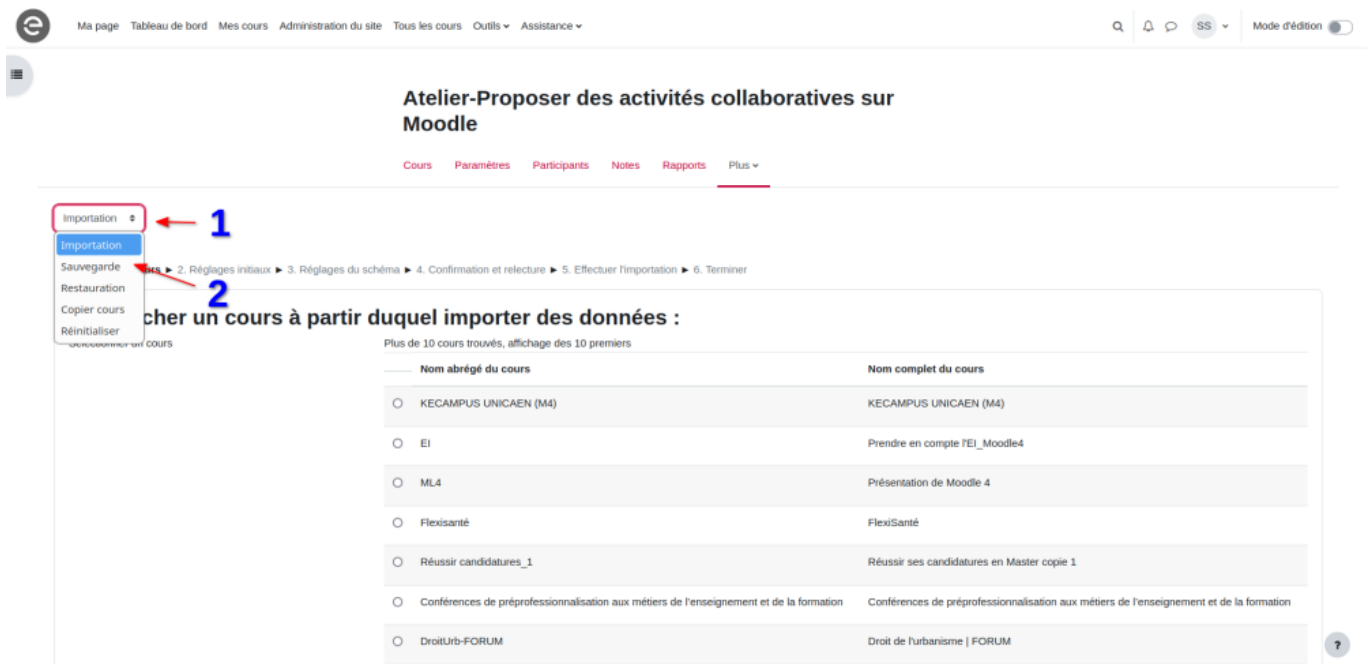 Ma page Tableau de bord Mes cours Administration du site Tous les cours Outils Assistance SS Mode d'édition
Atelier-Proposer des activités collaboratives sur
Moodle
Cours Paramètres Participants Notes Rapports Plus
Importation 1
Importation
Sauvegarde
rs ► 2. Réglages initiaux ► 3. Réglages du schéma ► 4. Confirmation et relecture ► 5. Effectuer l'importation ► 6. Terminer
Restauration 2
Copier cours
cher un cours à partir duquel importer des données :
Réinitialiser
Sélectionner un cours Plus de 10 cours trouvés, affichage des 10 premiers
Nom abrégé du cours Nom complet du cours
KECAMPUS UNICAEN (M4) KECAMPUS UNICAEN (M4)
EI Prendre en compte l'EI_Moodle4
ML4 Présentation de Moodle 4
Flexisanté FlexiSanté
Réussir candidatures_1 Réussir ses candidatures en Master copie 1
Conférences de préprofessionnalisation aux métiers de l'enseignement et de la formation Conférences de préprofessionnalisation aux métiers de l'enseignement et de la formation
DroitUrb-FORUM Droit de l'urbanisme | FORUM
?